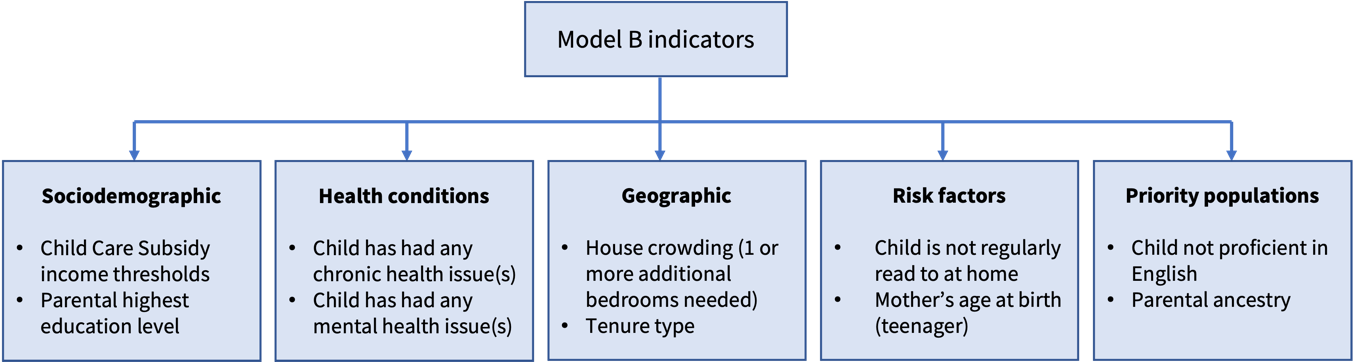 Model B indicators
Sociodemographic
• Child Care Subsidy
income thresholds
• Parental highest
education level
Health conditions
• Child has had any
chronic health issue(s)
• Child has had any
mental health issue(s)
Geographic
• House crowding (1 or
more additional
bedrooms needed)
• Tenure type
Risk factors
• Child is not regularly
read to at home
• Mother’s age at birth
(teenager)
Priority populations
• Child not proficient in
English
• Parental ancestry